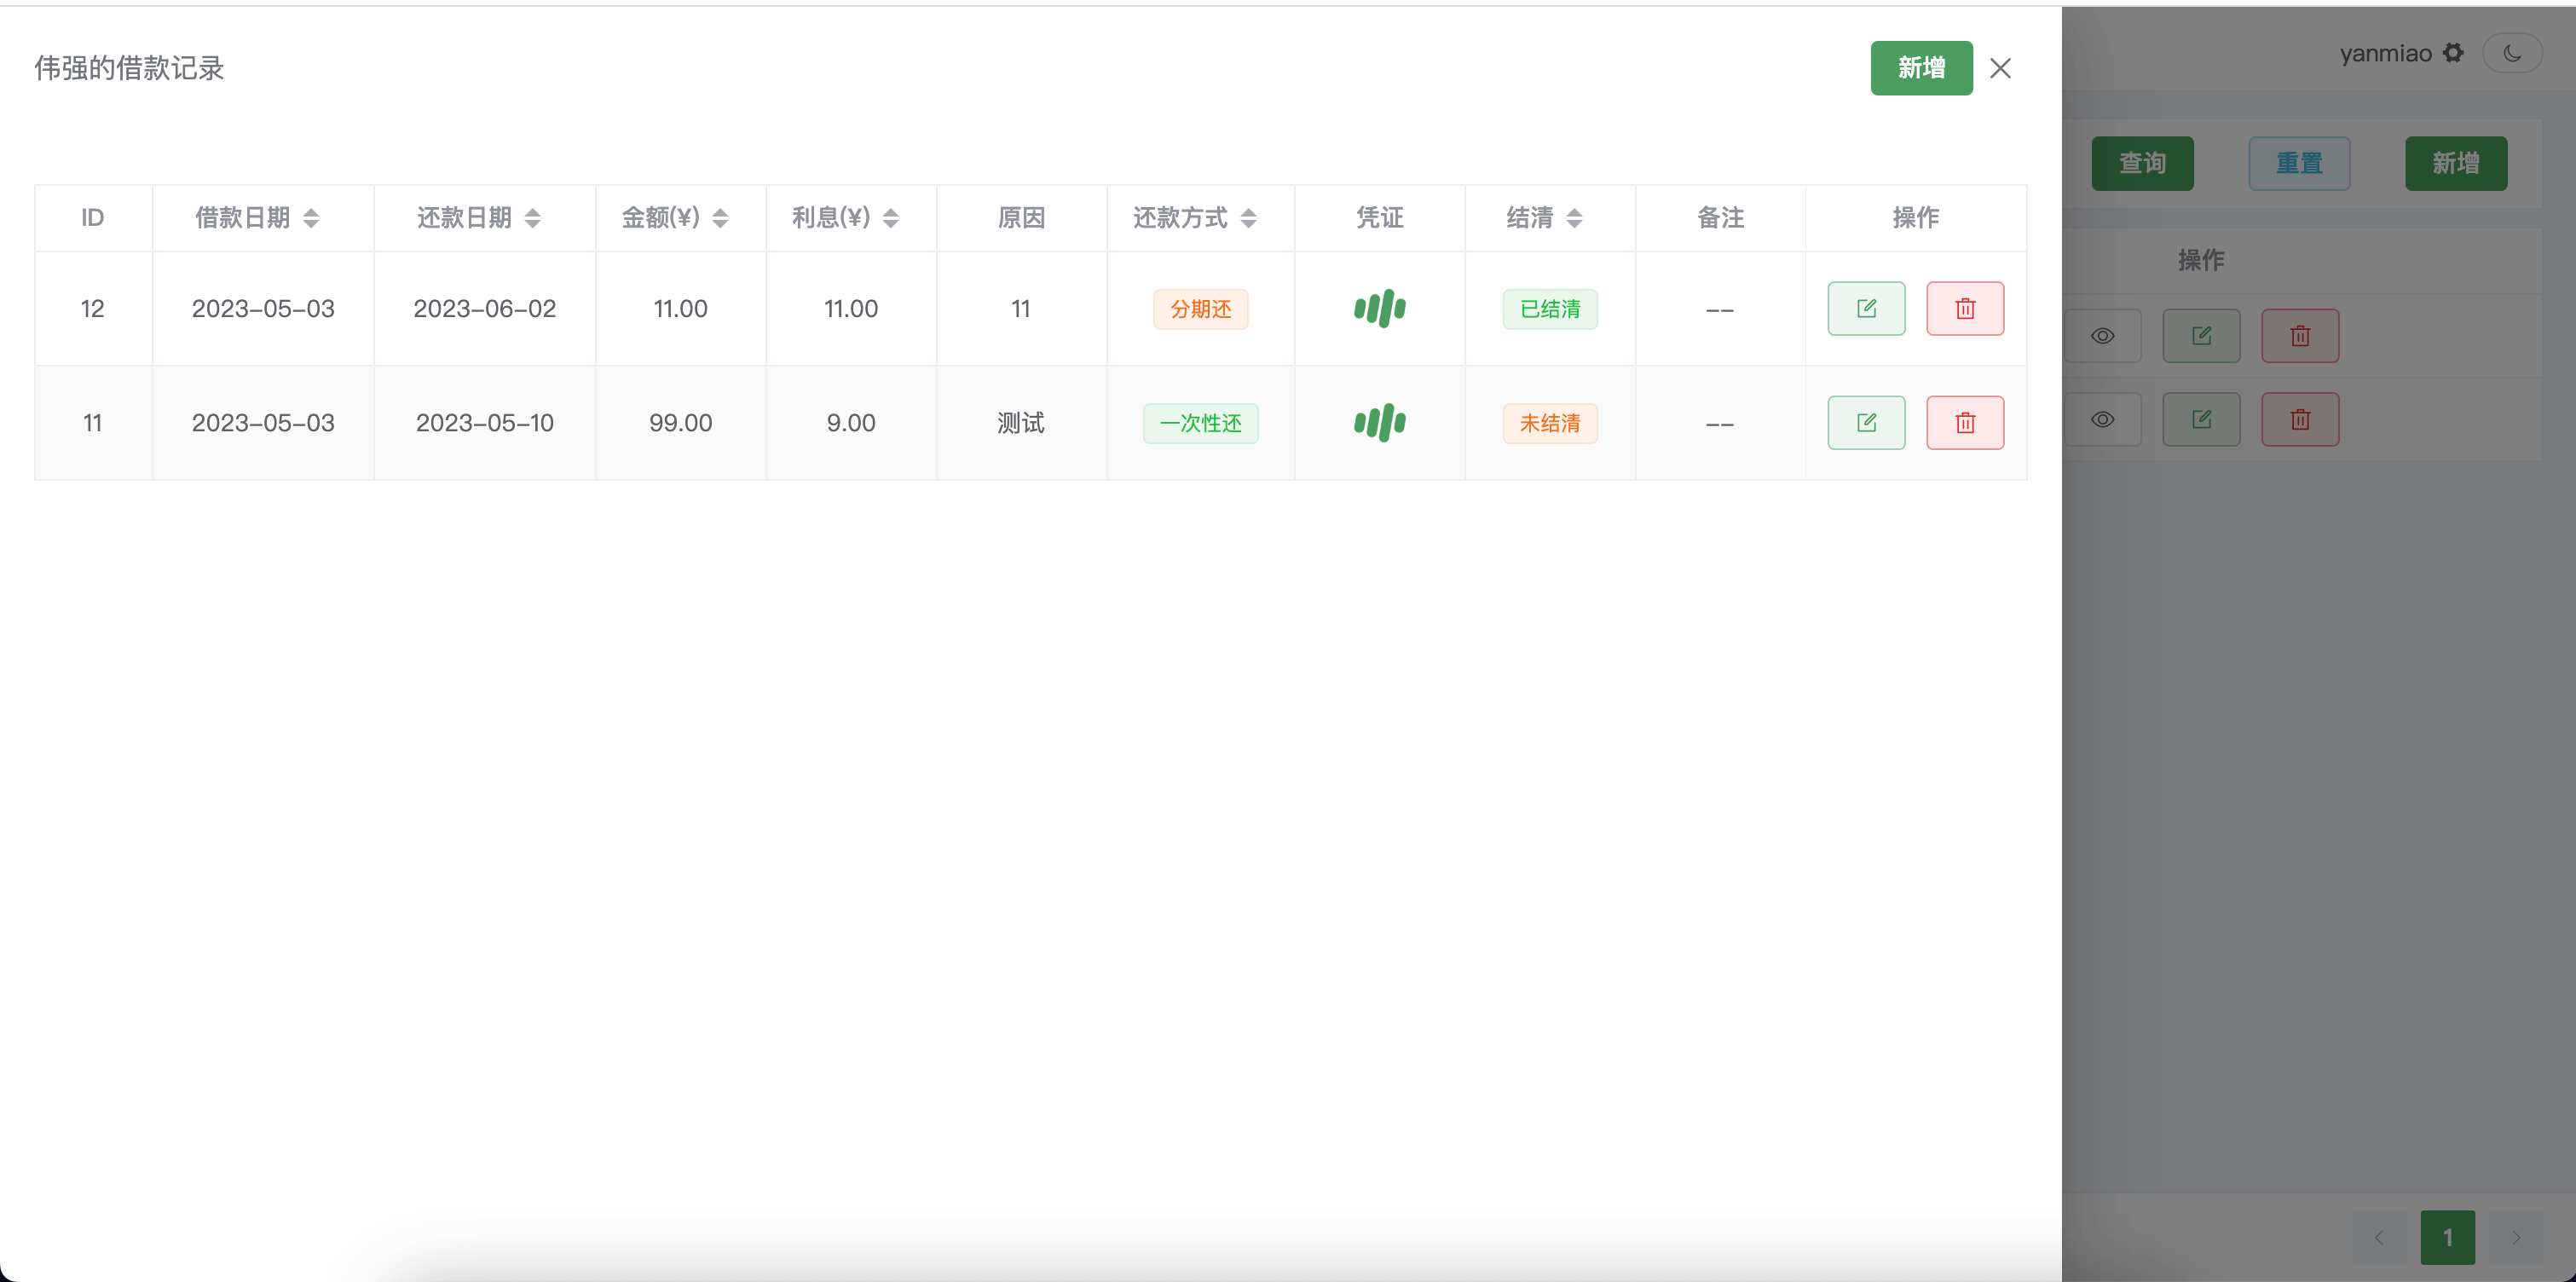 伟强的借款记录 新增
yanmiao
查询 重置 新增
ID 借款日期 还款日期 金额(¥) 利息(¥) 原因 还款方式 凭证 结清 备注 操作
操作
12 2023-05-03 2023-06-02 11.00 11.00 11 分期还 已结清 --
11 2023-05-03 2023-05-10 99.00 9.00 测试 一次性还 未结清 --
1